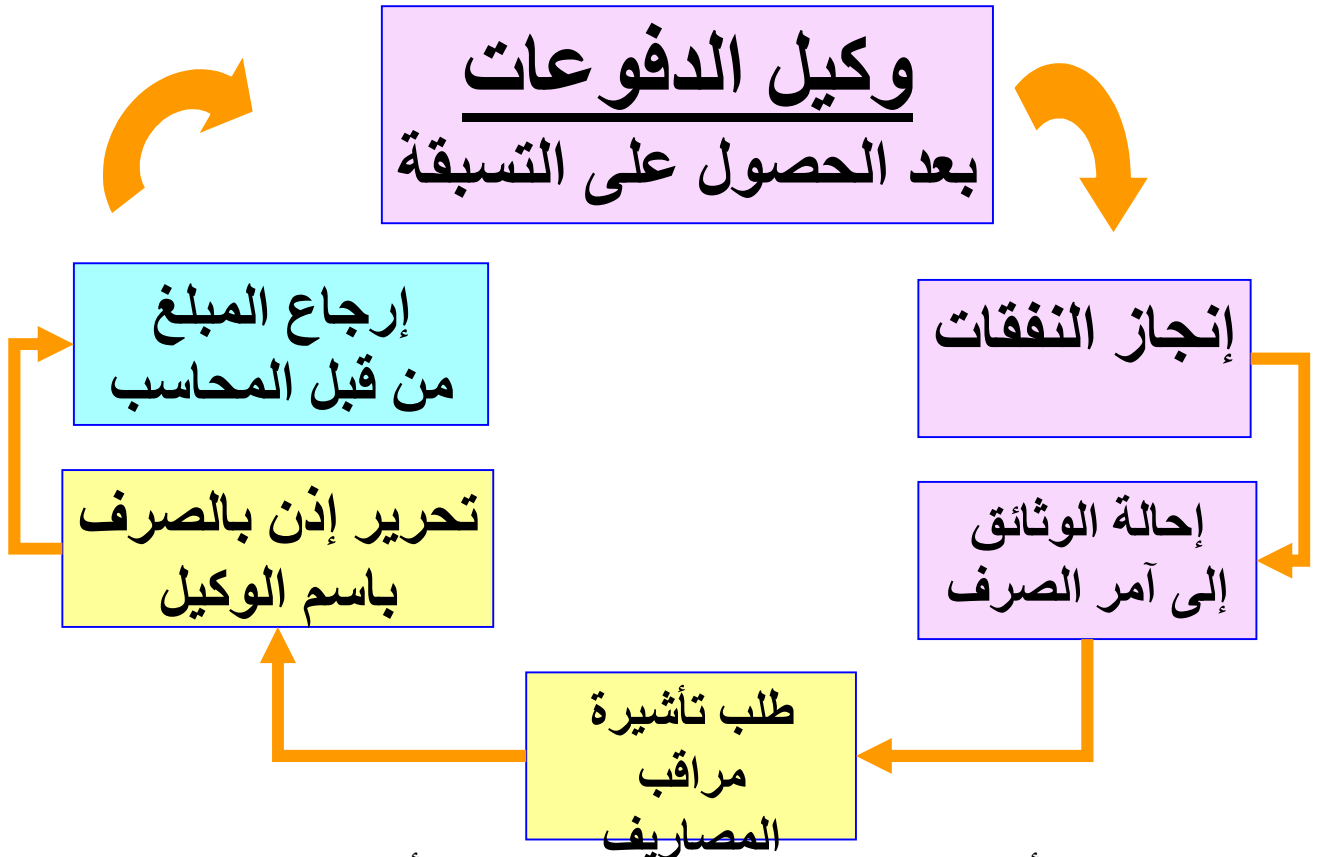 وكيل الدفوعات
بعد الحصول على التسبقة
إنجاز النفقات
إحالة الوثائق
إلى آمر الصرف
طلب تأشيرة
مراقب
المصاريف
تحرير إذن بالصرف
باسم الوكيل
إرجاع المبلغ
من قبل المحاسب